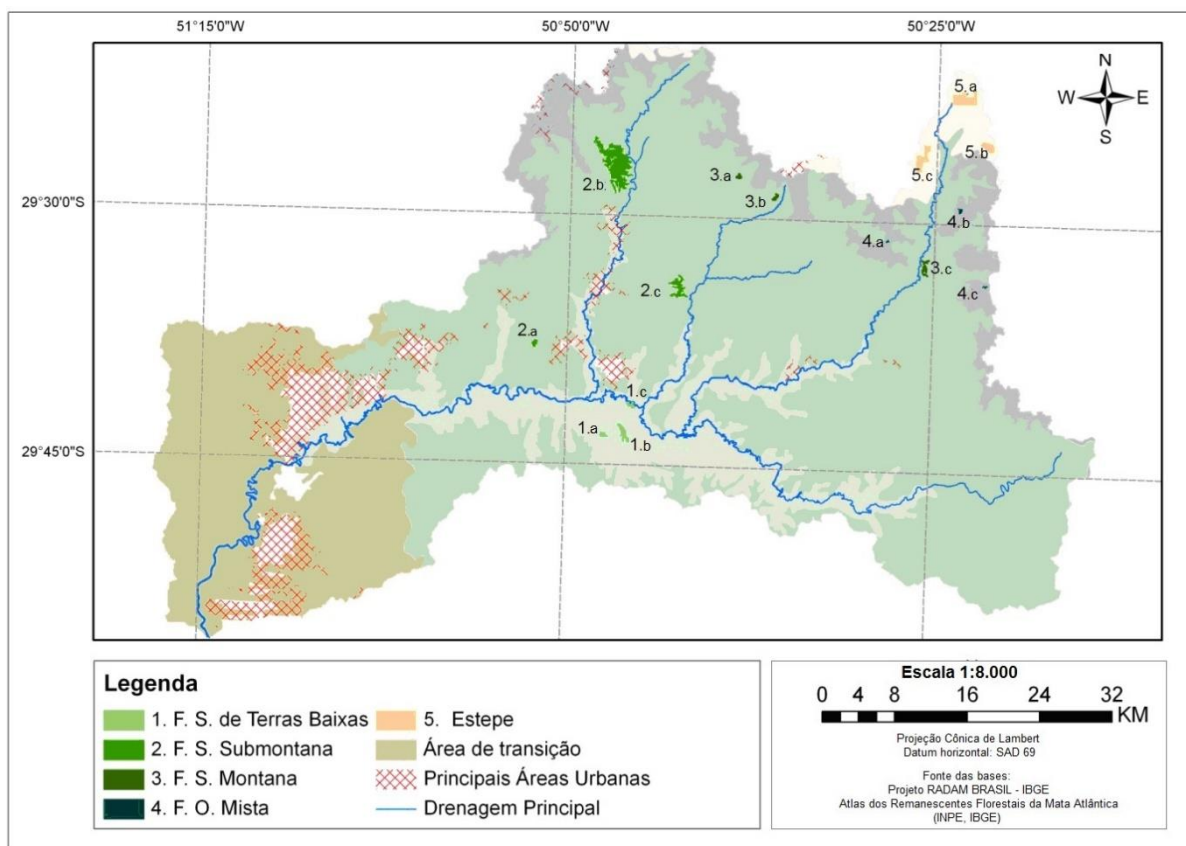 51°15'0"W
50°50'0"W
50°25'0"W
N
W E
S
5.a
5.b
5.c
3.a
2.b.
3.b
29°30'0"S
4.b
4.a
3.c
2.c
4.c
2.a
1.c
1.a
1.b
29°45'0"S
Legenda
1. F. S. de Terras Baixas
2. F. S. Submontana
3. F. S. Montana
4. F. O. Mista
5. Estepe
Área de transição
Principais Áreas Urbanas
Drenagem Principal
Escala 1:8.000
0 4 8 16 24 32
KM
Projeção Cônica de Lambert
Datum horizontal: SAD 69
Fonte das bases:
Projeto RADAM BRASIL - IBGE
Atlas dos Remanescentes Florestais da Mata Atlântica
(INPE, IBGE)